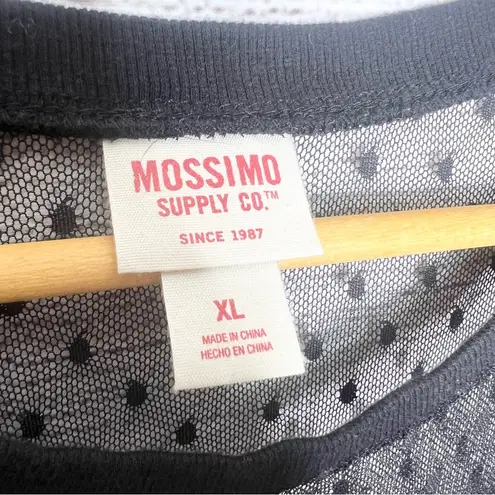 MOSSIMO
SUPPLY CO.™
SINCE 1987
XL
MADE IN CHINA
HECHO EN CHINA